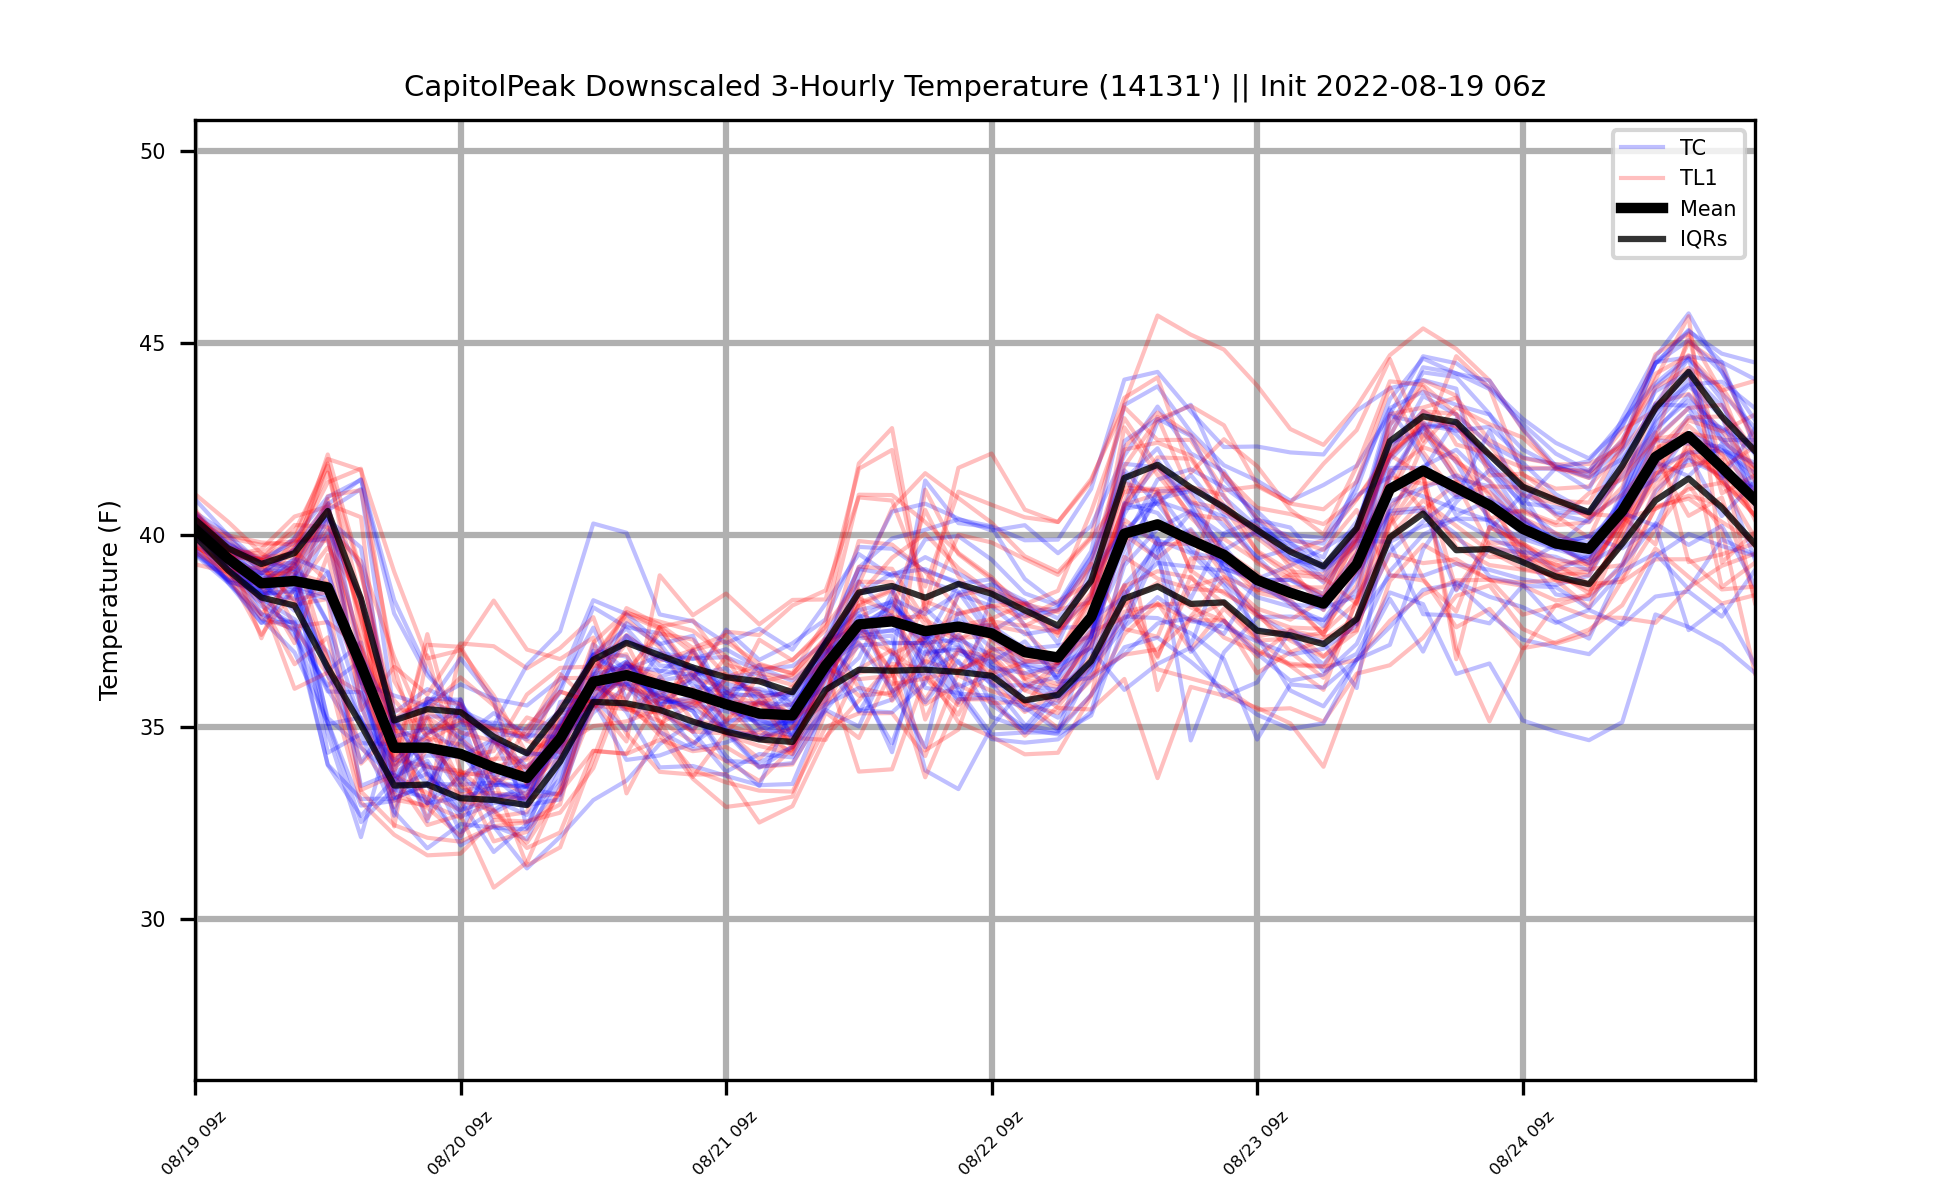 CapitolPeak Downscaled 3-Hourly Temperature (14131') || Init 2022-08-19 06z
TC
TL1
Mean
IQRs
Temperature (F)
50
45
40
35
30
08/19 09z
08/20 09z
08/21 09z
08/22 09z
08/23 09z
08/24 09z